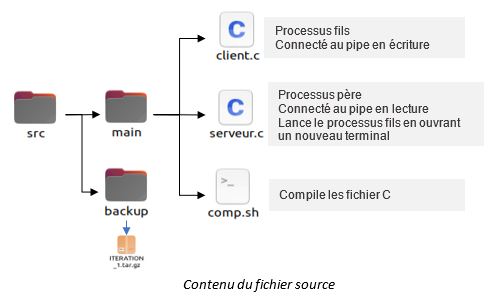 Processus fils
Connecté au pipe en écriture
client.c
Processus père
Connecté au pipe en lecture
Lance le processus fils en ouvrant
un nouveau terminal
src
main
serveur.c
Compile les fichier C
backup
comp.sh
ITERATION
_1.tar.gz
Contenu du fichier source